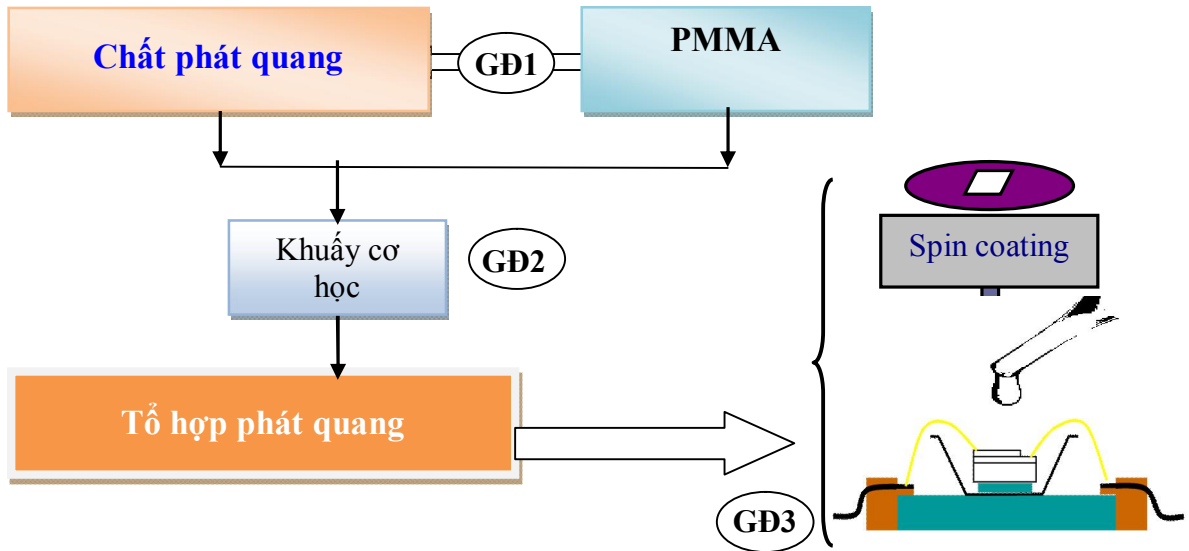 Chất phát quang
GĐ1
PMMA
Khuấy cơ
học
GĐ2
Tổ hợp phát quang
Spin coating
GĐ3